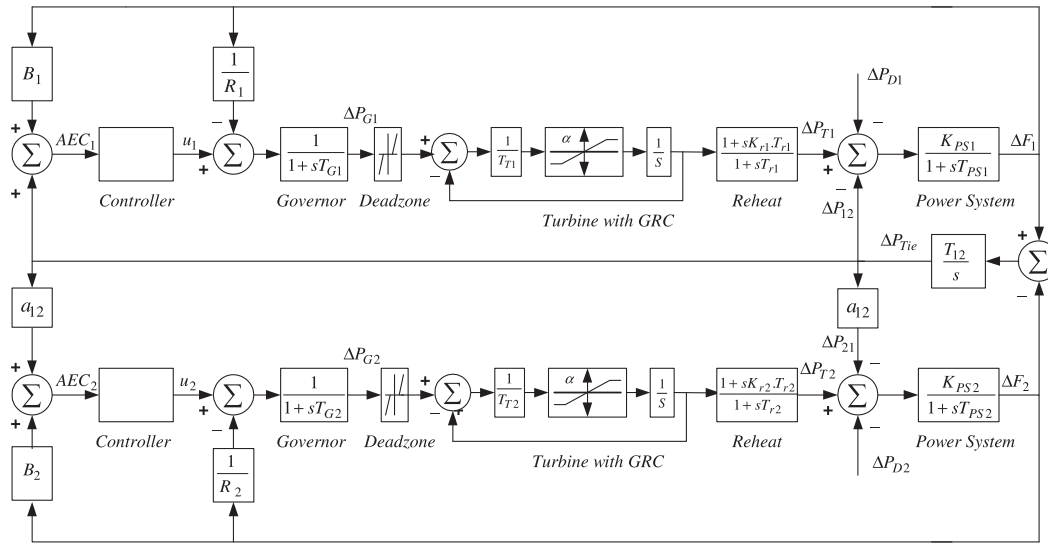 B1
1
R1
ΔPD1
+ AEC1 u1 − ΔPG1 ΔPT1 − ΔF1
Σ + Σ 1 + Σ 1 α 1 1+sKr1.Tr1 + Σ KPS1
+ 1+sTG1 − TT1 S 1+sTr1 − 1+sTPS1
Controller Governor Deadzone Turbine with GRC Reheat ΔP12 Power System
ΔPTie T12 + Σ
s −
a12 a12
ΔP21
+ AEC2 u2 ΔPG2 ΔPT2 − ΔF2
Σ + Σ 1 + Σ 1 α 1 1+sKr2.Tr2 + Σ KPS2
+ − 1+sTG2 − TT2 S 1+sTr2 − 1+sTPS2
Controller Governor Deadzone Turbine with GRC Reheat Power System
B2
1
R2
ΔPD2